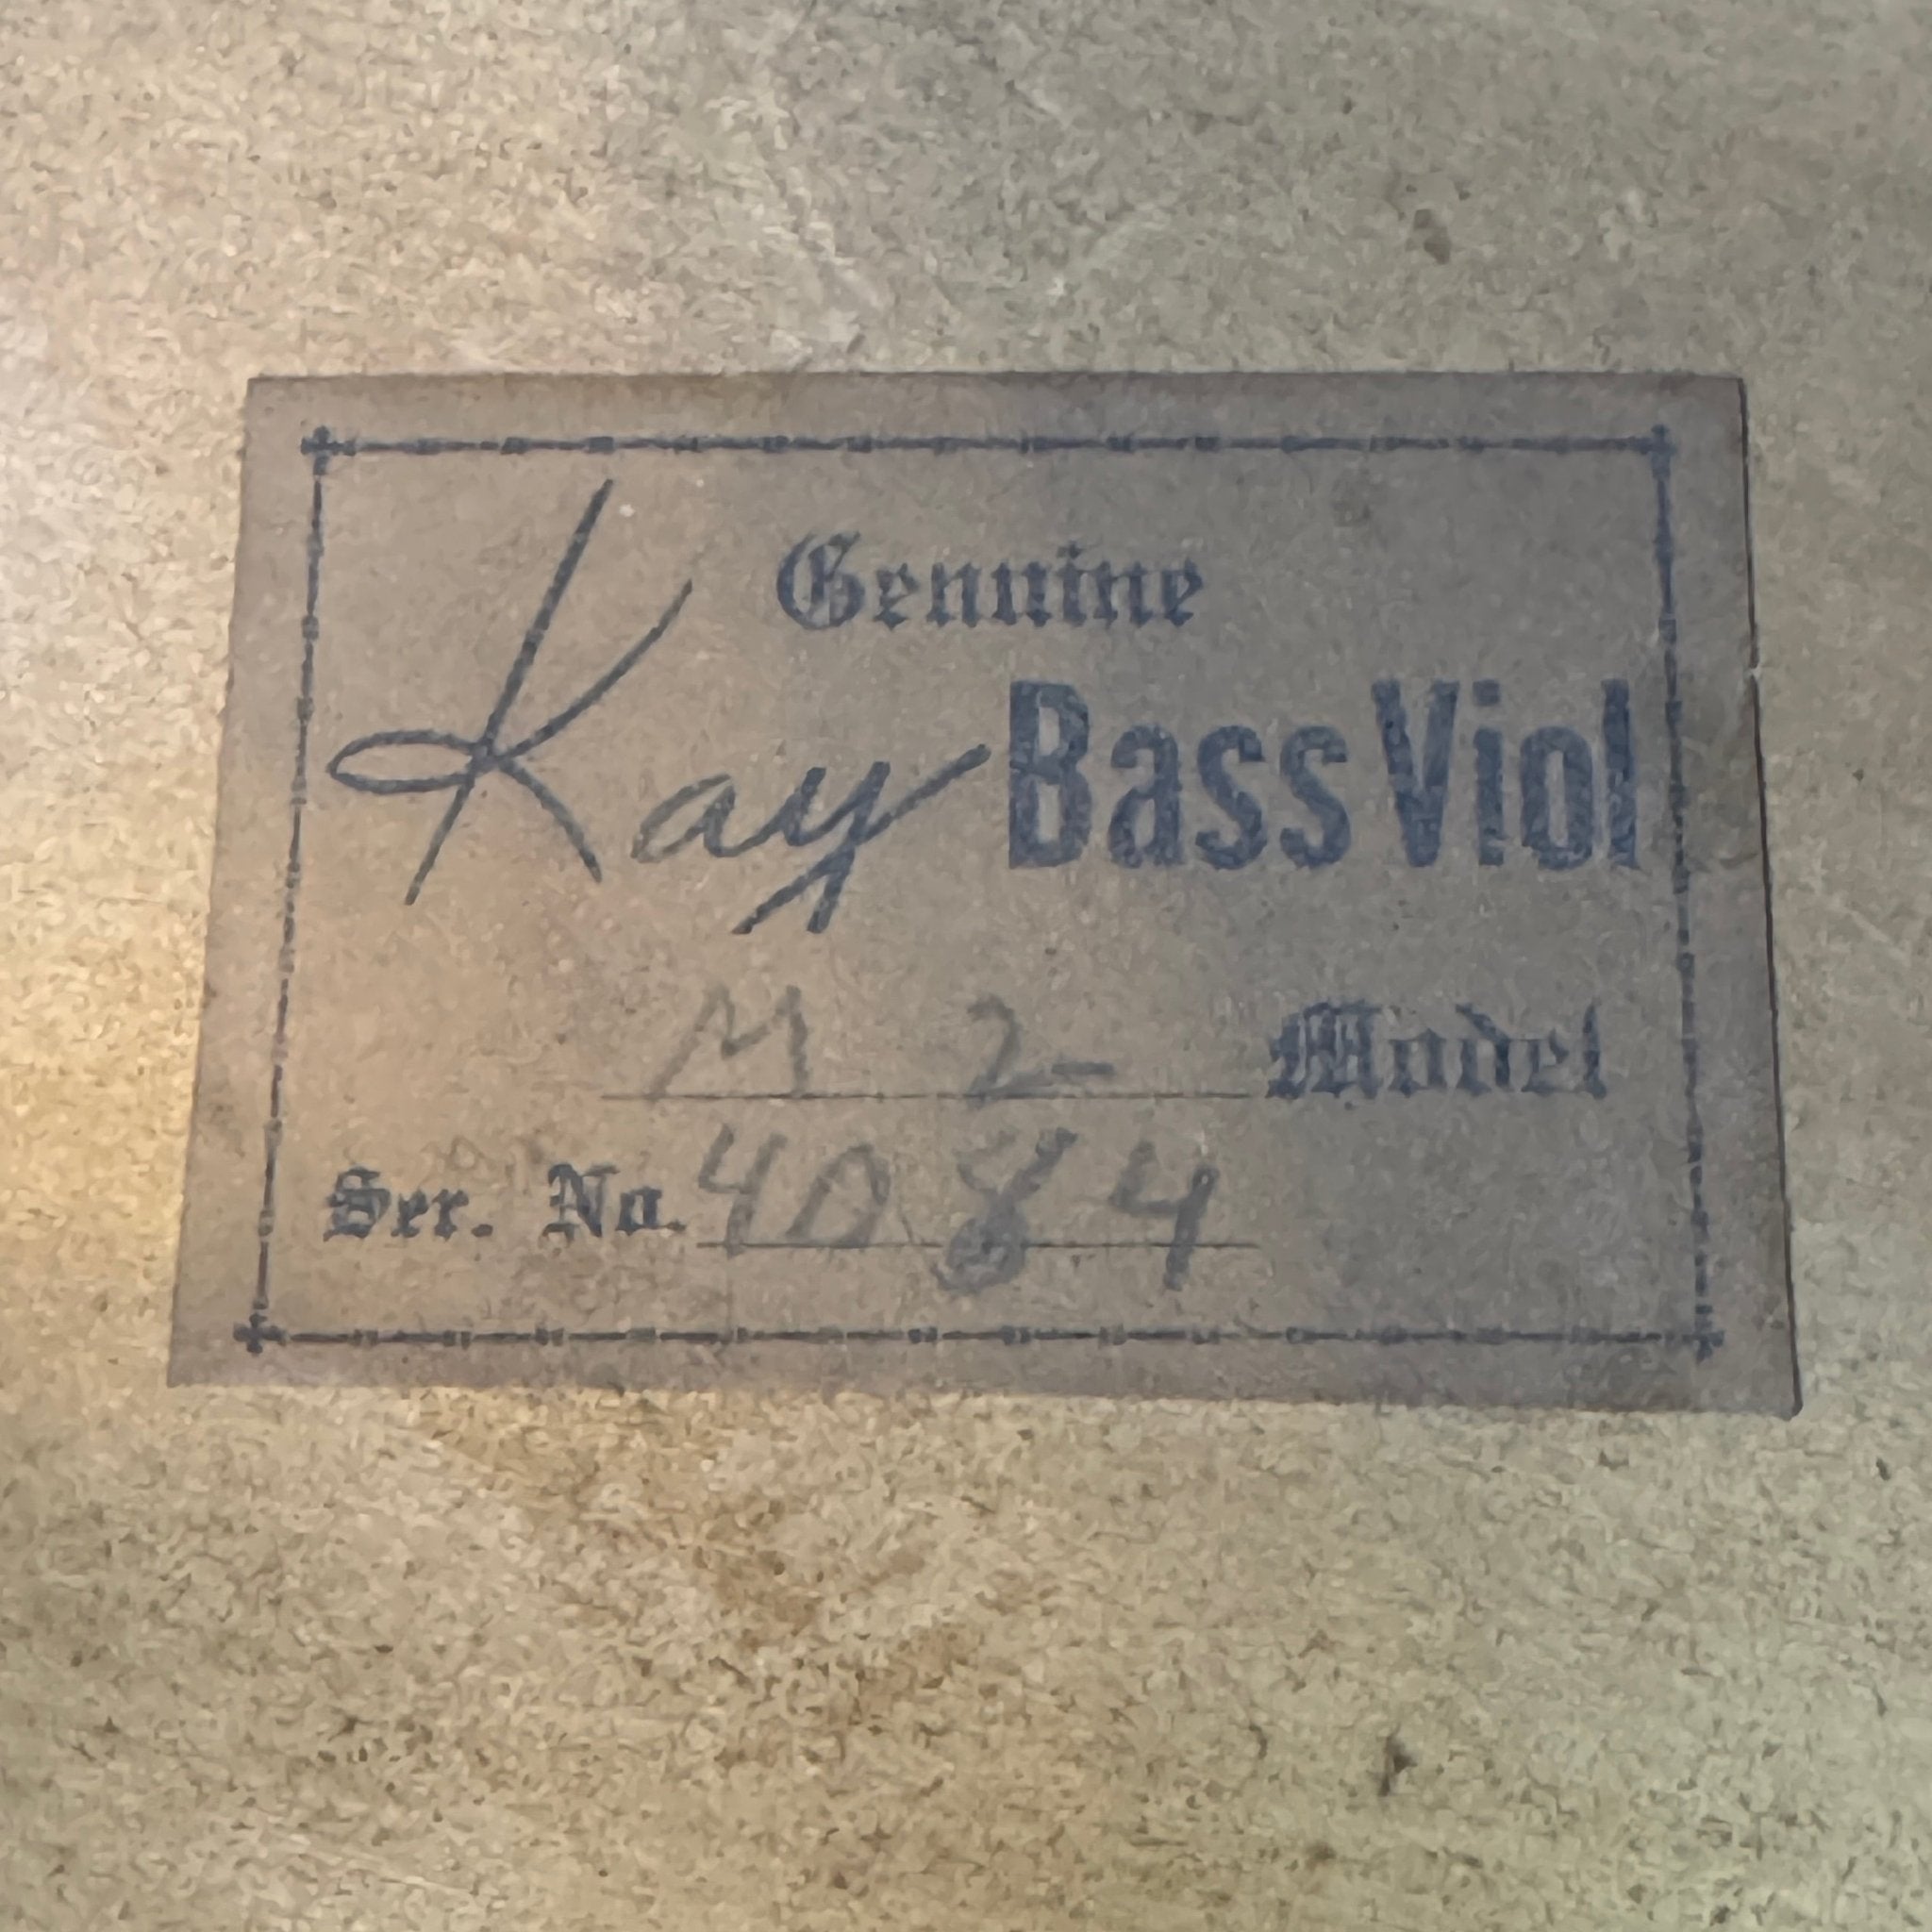 Genuine
Kay Bass Viol
M 2 Model
Ser. No. 4084